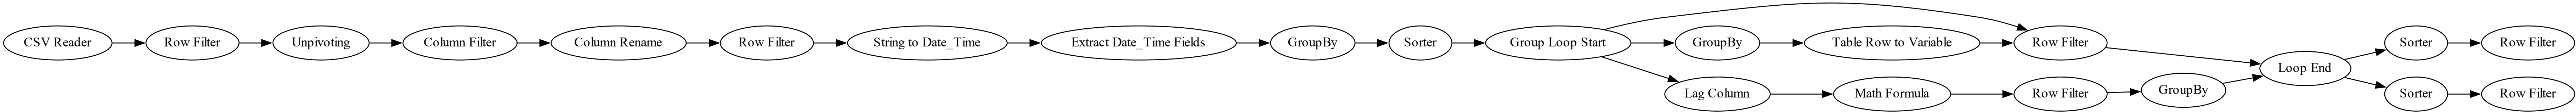 CSV Reader
Row Filter
Unpivoting
Column Filter
Column Rename
Row Filter
String to Date_Time
Extract Date_Time Fields
GroupBy
Sorter
Group Loop Start
GroupBy
Table Row to Variable
Row Filter
Lag Column
Math Formula
Row Filter
GroupBy
Loop End
Sorter
Row Filter
Sorter
Row Filter